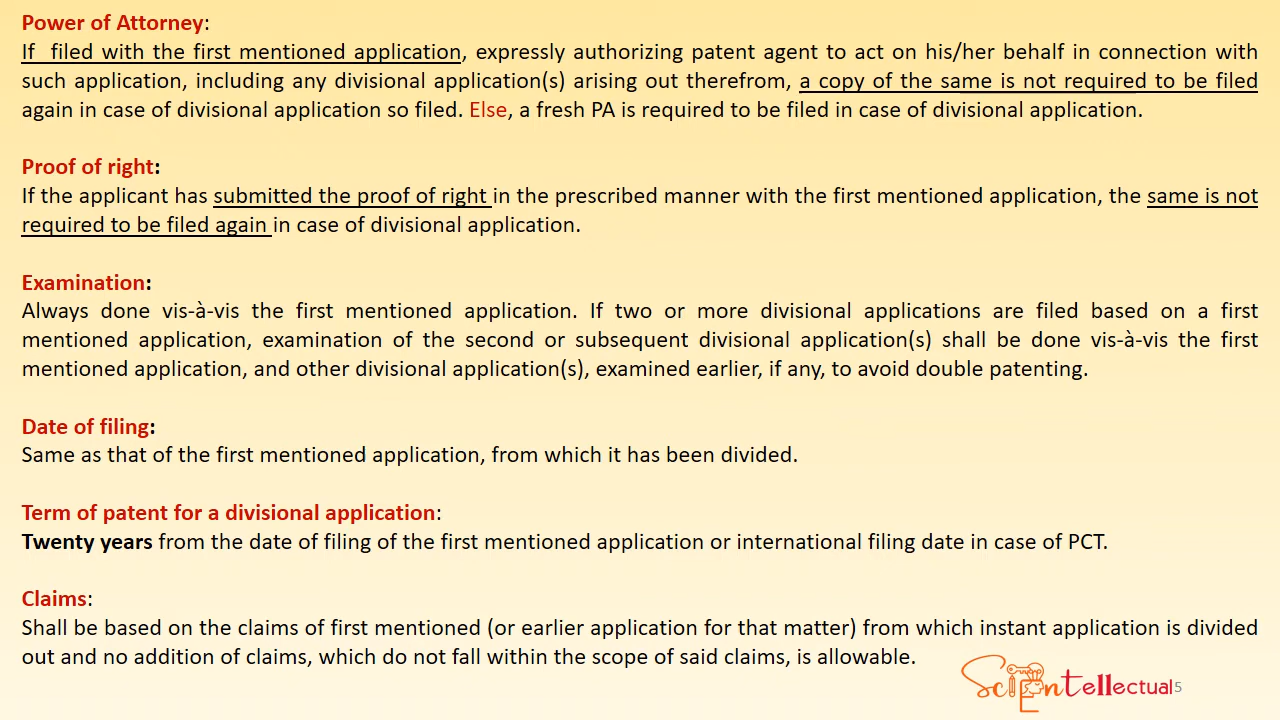 Power of Attorney:
If  filed with the first mentioned application, expressly authorizing patent agent to act on his/her behalf in connection with
such application, including any divisional application(s) arising out therefrom, a copy of the same is not required to be filed
again in case of divisional application so filed. Else, a fresh PA is required to be filed in case of divisional application.
Proof of right:
If the applicant has submitted the proof of right in the prescribed manner with the first mentioned application, the same is not
required to be filed again in case of divisional application.
Examination:
Always done vis-à-vis the first mentioned application. If two or more divisional applications are filed based on a first
mentioned application, examination of the second or subsequent divisional application(s) shall be done vis-à-vis the first
mentioned application, and other divisional application(s), examined earlier, if any, to avoid double patenting.
Date of filing:
Same as that of the first mentioned application, from which it has been divided.
Term of patent for a divisional application:
Twenty years from the date of filing of the first mentioned application or international filing date in case of PCT.
Claims:
Shall be based on the claims of first mentioned (or earlier application for that matter) from which instant application is divided
out and no addition of claims, which do not fall within the scope of said claims, is allowable.
SciEntellectual 5